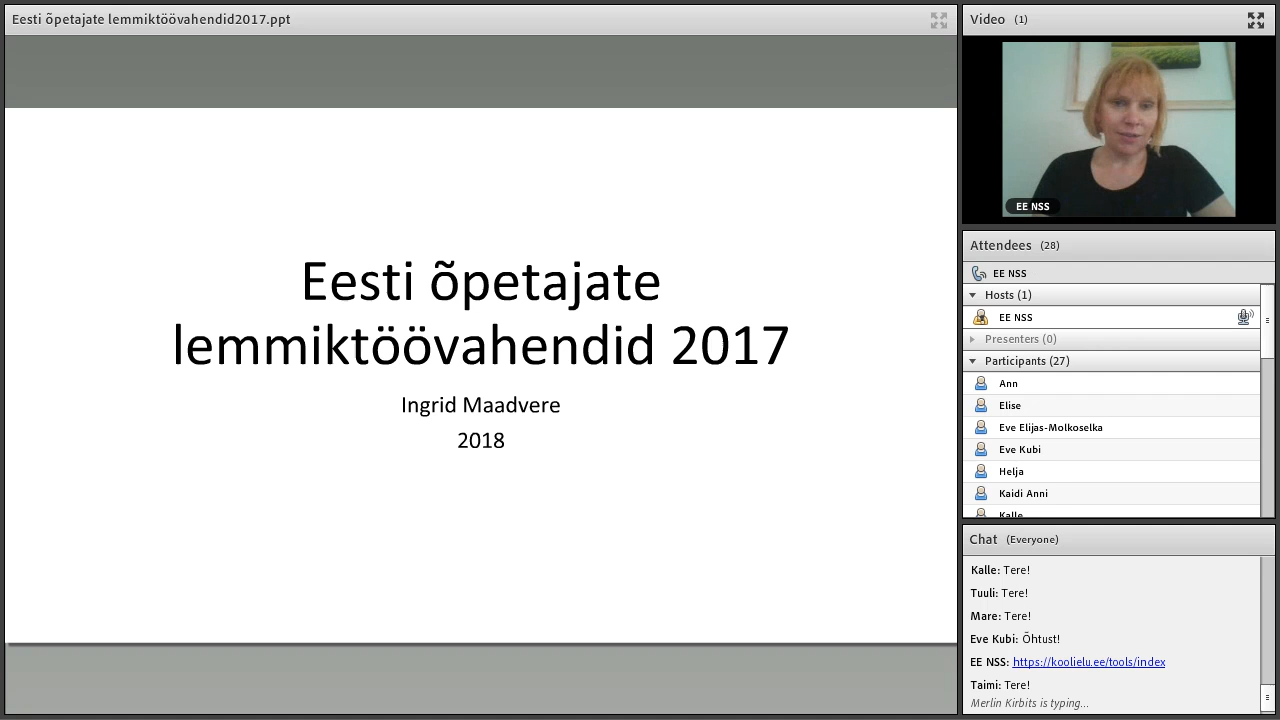 Eesti õpetajate lemmiktöövahendid2017.ppt
Eesti õpetajate
lemmiktöövahendid 2017
Ingrid Maadvere
2018
Video (1)
EE NSS
Attendees (28)
EE NSS
Hosts (1)
EE NSS
Presenters (0)
Participants (27)
Ann
Elise
Eve Elijas-Molkoselka
Eve Kubi
Helja
Kaidi Anni
Kalle
Chat (Everyone)
Kalle: Tere!
Tuuli: Tere!
Mare: Tere!
Eve Kubi: Õhtust!
EE NSS: https://koolielu.ee/tools/index
Taimi: Tere!
Merlin Kirbits is typing...